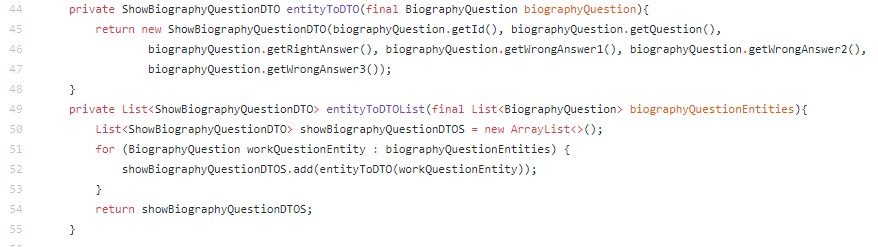 44 private ShowBiographyQuestionDTO entityToDTO(final BiographyQuestion biographyQuestion){
45 return new ShowBiographyQuestionDTO(biographyQuestion.getId(), biographyQuestion.getQuestion(),
46 biographyQuestion.getRightAnswer(), biographyQuestion.getWrongAnswer1(), biographyQuestion.getWrongAnswer2(),
47 biographyQuestion.getWrongAnswer3());
48 }
49 private List<ShowBiographyQuestionDTO> entityToDTOList(final List<BiographyQuestion> biographyQuestionEntities){
50 List<ShowBiographyQuestionDTO> showBiographyQuestionDTOS = new ArrayList<>();
51 for (BiographyQuestion workQuestionEntity : biographyQuestionEntities) {
52 showBiographyQuestionDTOS.add(entityToDTO(workQuestionEntity));
53 }
54 return showBiographyQuestionDTOS;
55 }